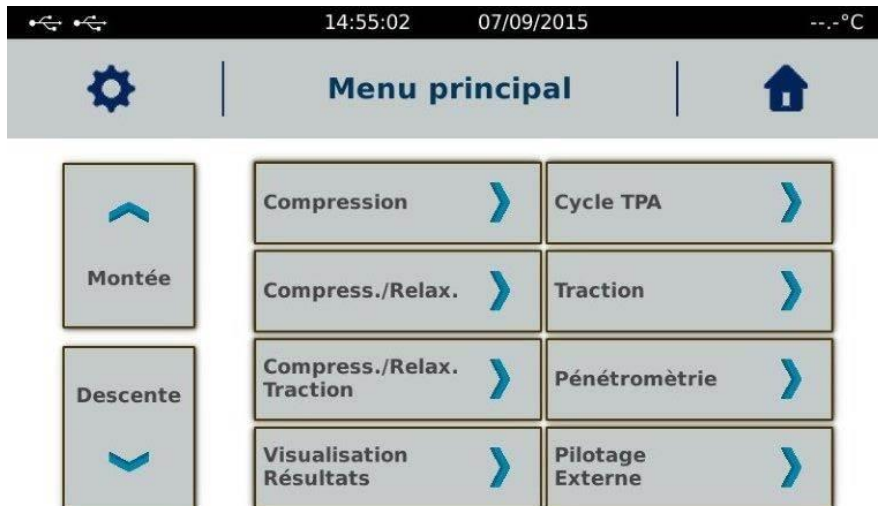 14:55:02 07/09/2015 --.-°C
Menu principal
Montée
Descente
Compression
Cycle TPA
Compress./Relax.
Traction
Compress./Relax.
Traction
Pénétromètrie
Visualisation
Résultats
Pilotage
Externe